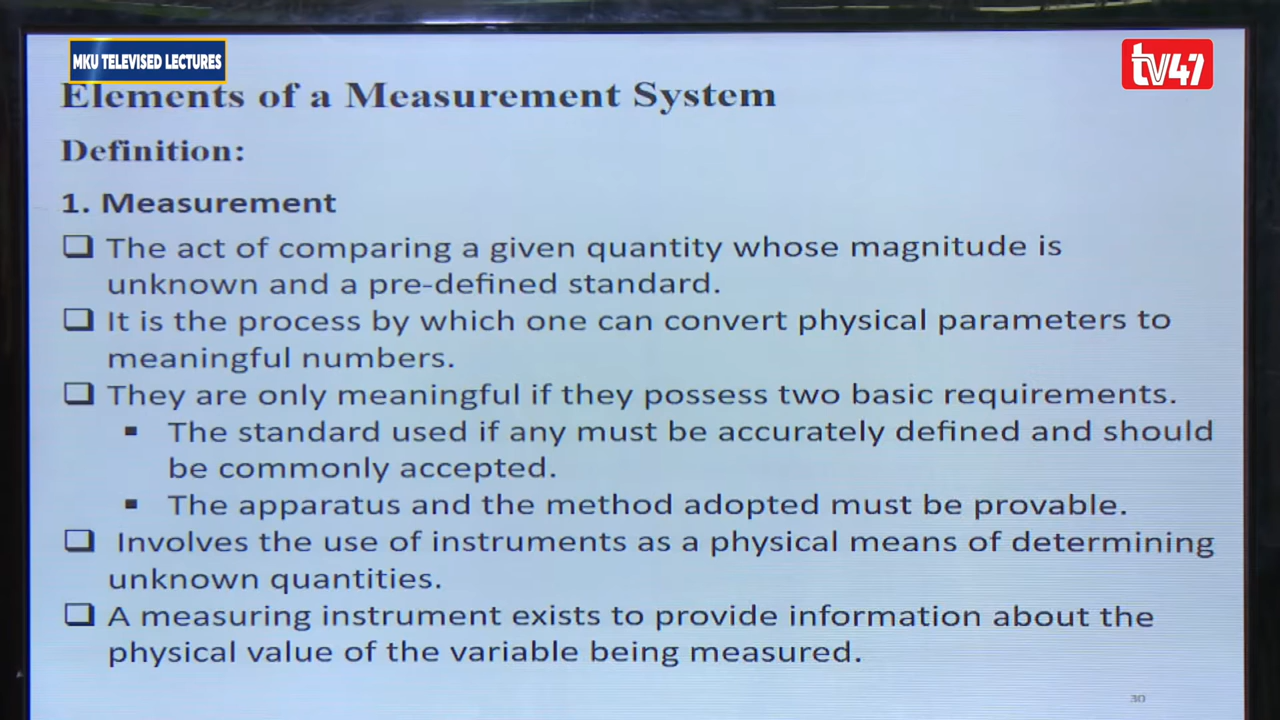 MKU TELEVISED LECTURES
tv47
Elements of a Measurement System
Definition:
1. Measurement
❑ The act of comparing a given quantity whose magnitude is
unknown and a pre-defined standard.
❑ It is the process by which one can convert physical parameters to
meaningful numbers.
❑ They are only meaningful if they possess two basic requirements.
▪ The standard used if any must be accurately defined and should
be commonly accepted.
▪ The apparatus and the method adopted must be provable.
❑ Involves the use of instruments as a physical means of determining
unknown quantities.
❑ A measuring instrument exists to provide information about the
physical value of the variable being measured.
30